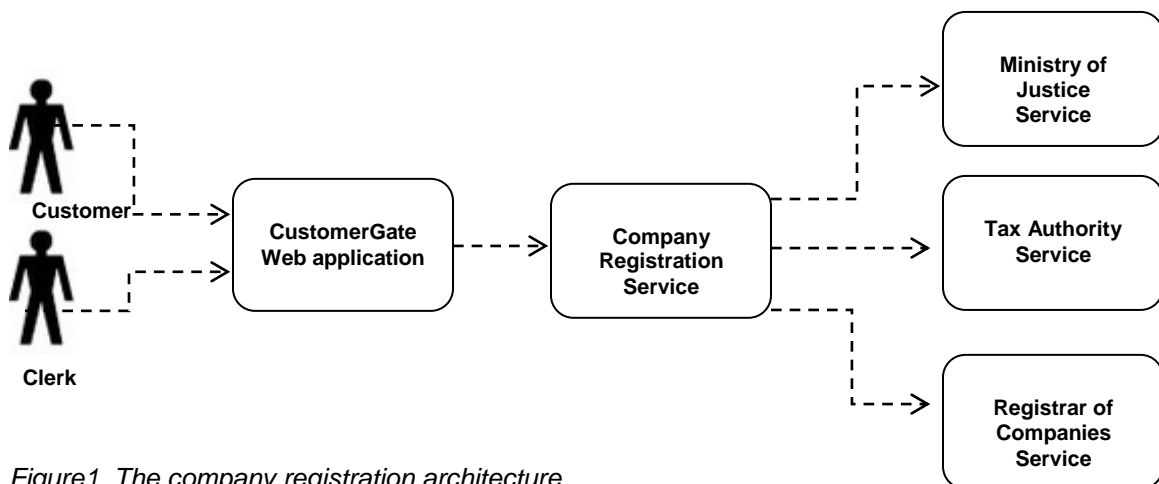 Customer
Clerk
CustomerGate
Web application
Company
Registration
Service
Ministry of
Justice
Service
Tax Authority
Service
Registrar of
Companies
Service
Figure1. The company registration architecture